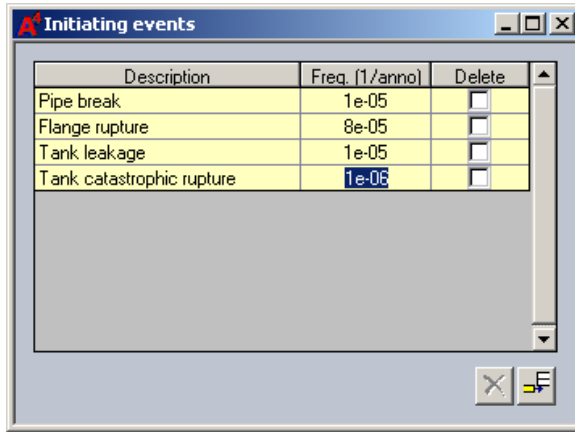 A4 Initiating events
Description Freq. (1/anno) Delete
Pipe break 1e-05
Flange rupture 8e-05
Tank leakage 1e-05
Tank catastrophic rupture 1e-06